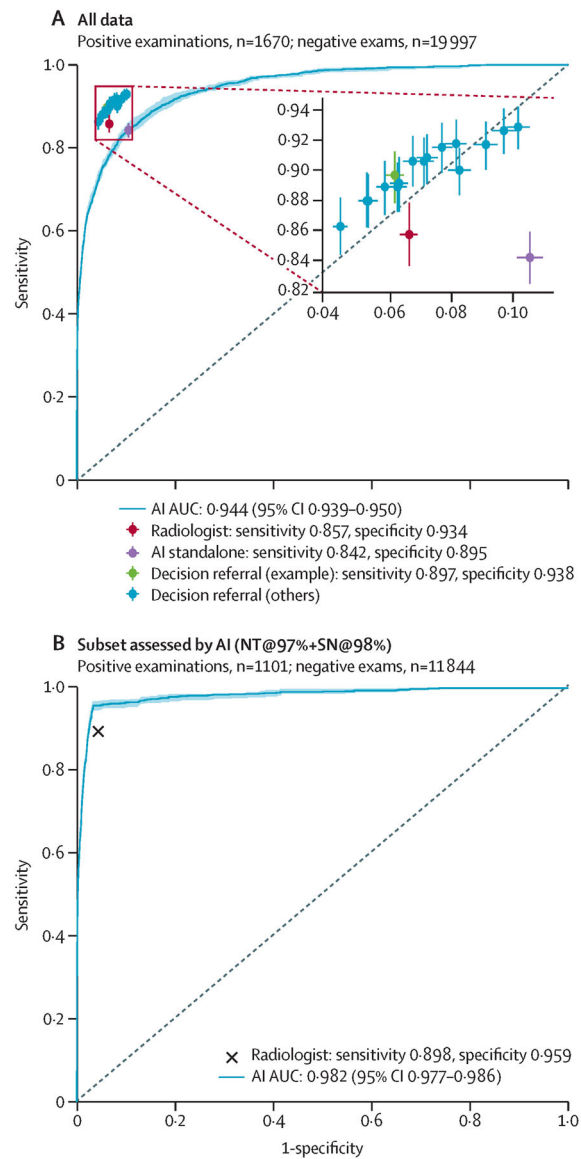 A All data
Positive examinations, n=1670; negative exams, n=19 997
1·0
0·8
0·6
0·4
0·2
0
Sensitivity
0·94
0·92
0·90
0·88
0·86
0·84
0·82
0·04 0·06 0·08 0·10
AI AUC: 0·944 (95% CI 0·939–0·950)
Radiologist: sensitivity 0·857, specificity 0·934
AI standalone: sensitivity 0·842, specificity 0·895
Decision referral (example): sensitivity 0·897, specificity 0·938
Decision referral (others)
B Subset assessed by AI (NT@97%+SN@98%)
Positive examinations, n=1101; negative exams, n=11 844
1·0
0·8
0·6
0·4
0·2
0
Sensitivity
Radiologist: sensitivity 0·898, specificity 0·959
AI AUC: 0·982 (95% CI 0·977–0·986)
0 0·2 0·4 0·6 0·8 1·0
1-specificity